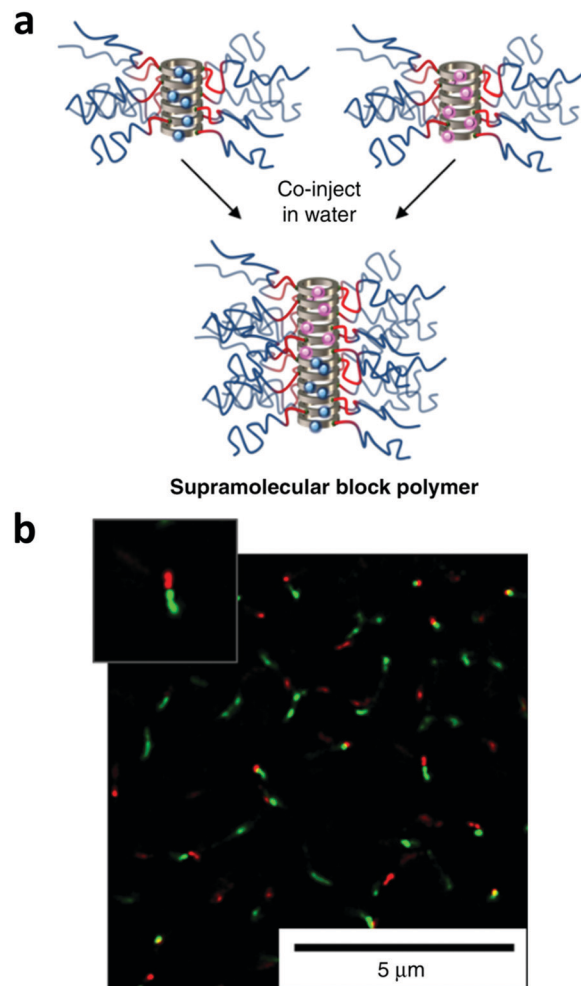 a
Co-inject
in water
Supramolecular block polymer
b
5 μm